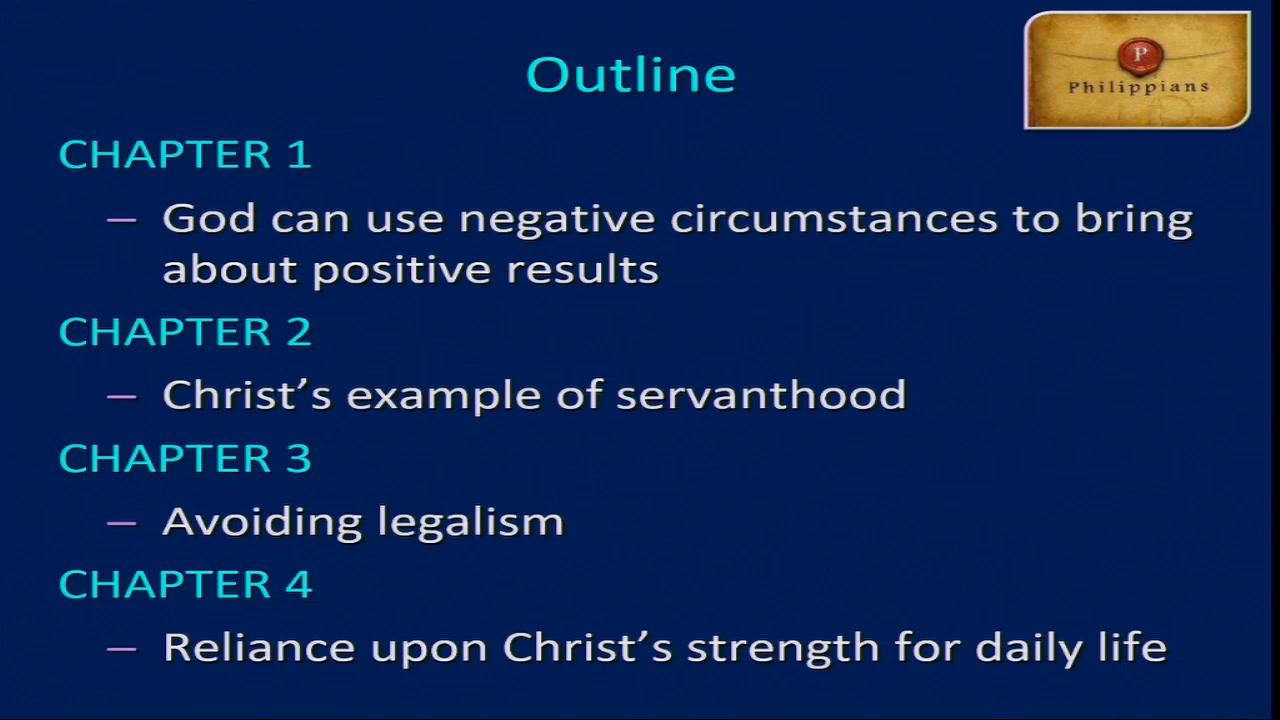 Outline
P
Philippians
CHAPTER 1
– God can use negative circumstances to bring
about positive results
CHAPTER 2
– Christ’s example of servanthood
CHAPTER 3
– Avoiding legalism
CHAPTER 4
– Reliance upon Christ’s strength for daily life